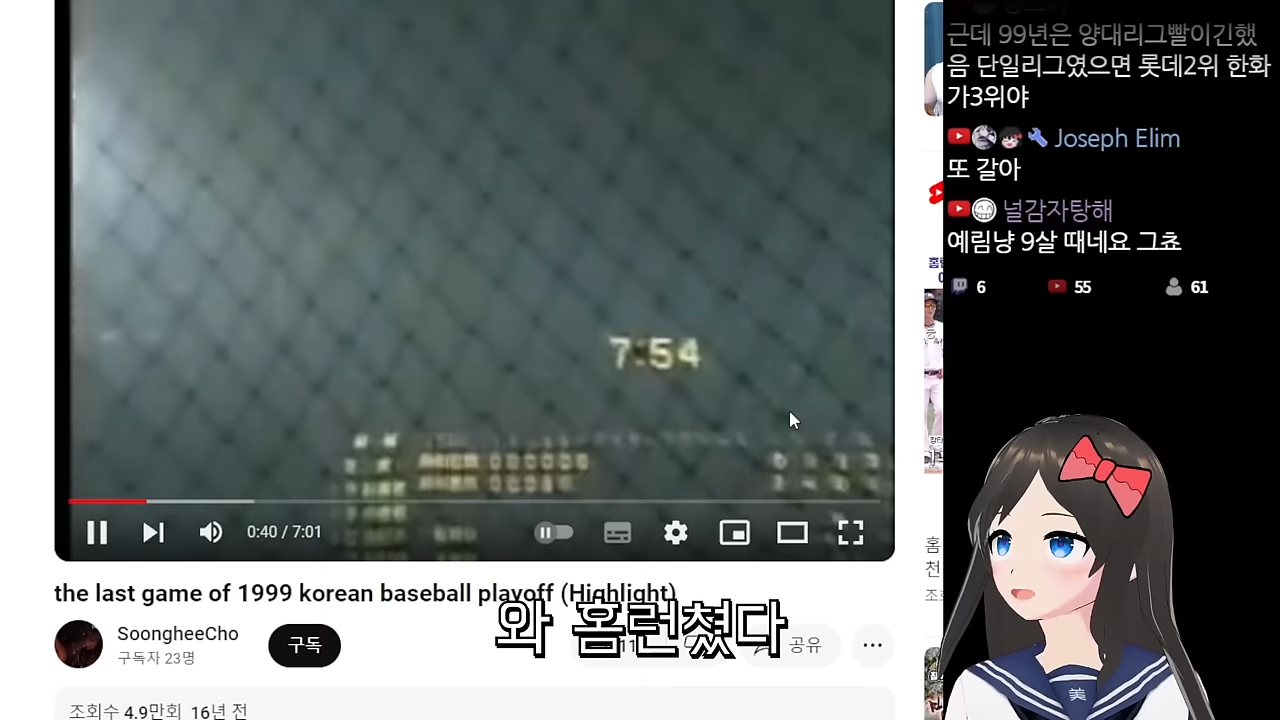 근데 99년은 양대리그빨이긴했
음 단일리그였으면 롯데2위 한화
가3위야
Joseph Elim
또 갈아
널감자탕해
예림냥 9살 때네요 그쵸
6 55 61
7:54
0:40 / 7:01
the last game of 1999 korean baseball playoff (Highlight)
와 홈런쳤다
SoongheeCho
구독자 23명
구독
공유
조회수 4.9만회 16년 전
홈
천
美